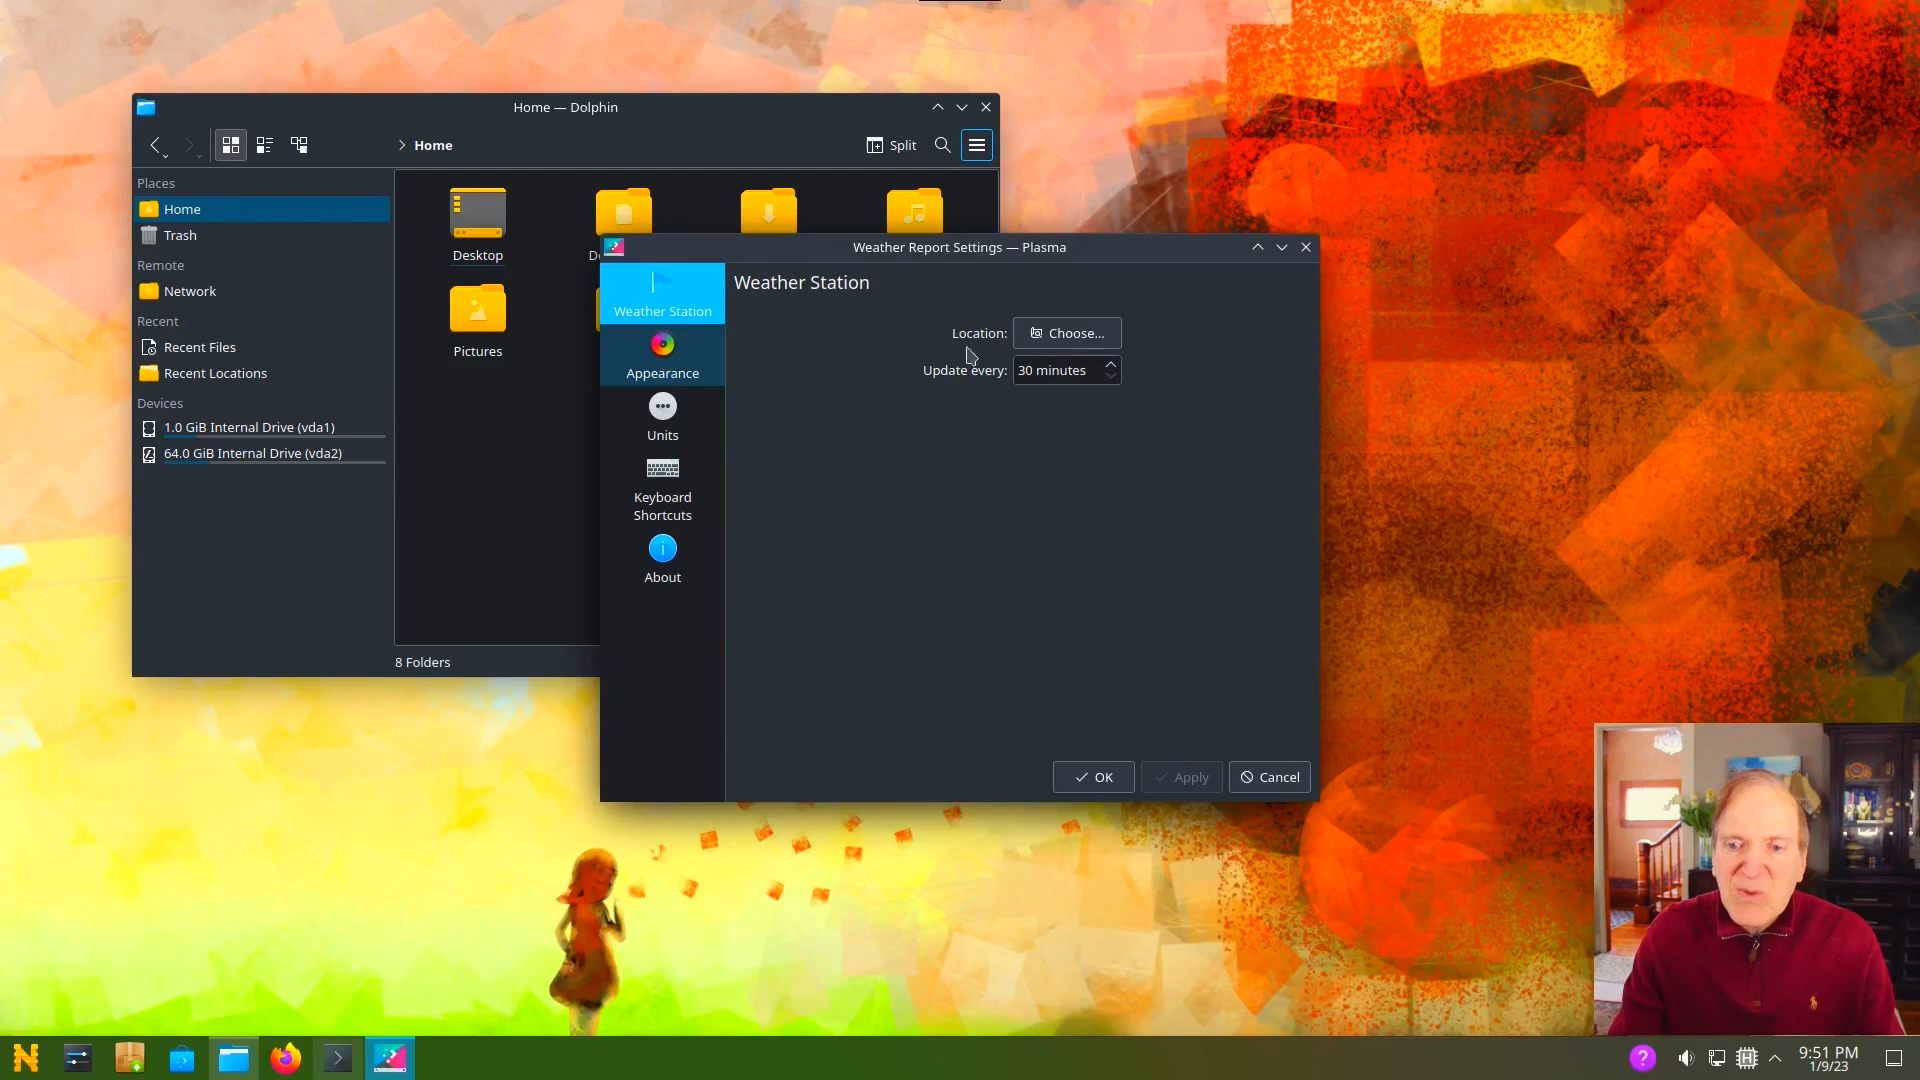 Home — Dolphin
Home
Split
Places
Home
Trash
Remote
Network
Recent
Recent Files
Recent Locations
Devices
1.0 GiB Internal Drive (vda1)
64.0 GiB Internal Drive (vda2)
Desktop
Pictures
8 Folders
Weather Report Settings — Plasma
Weather Station
Appearance
Units
Keyboard
Shortcuts
About
Weather Station
Location:
Choose...
Update every:
30 minutes
OK
Apply
Cancel
9:51 PM
1/9/23